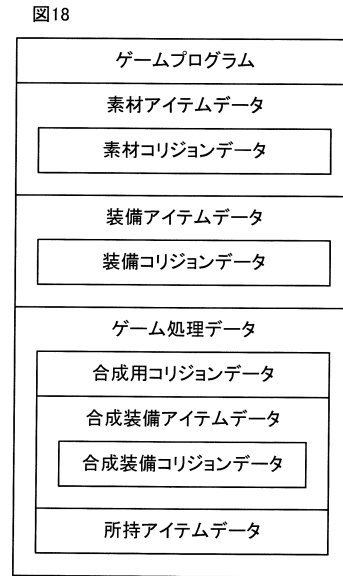 図18
ゲームプログラム
素材アイテムデータ
素材コリジョンデータ
装備アイテムデータ
装備コリジョンデータ
ゲーム処理データ
合成用コリジョンデータ
合成装備アイテムデータ
合成装備コリジョンデータ
所持アイテムデータ